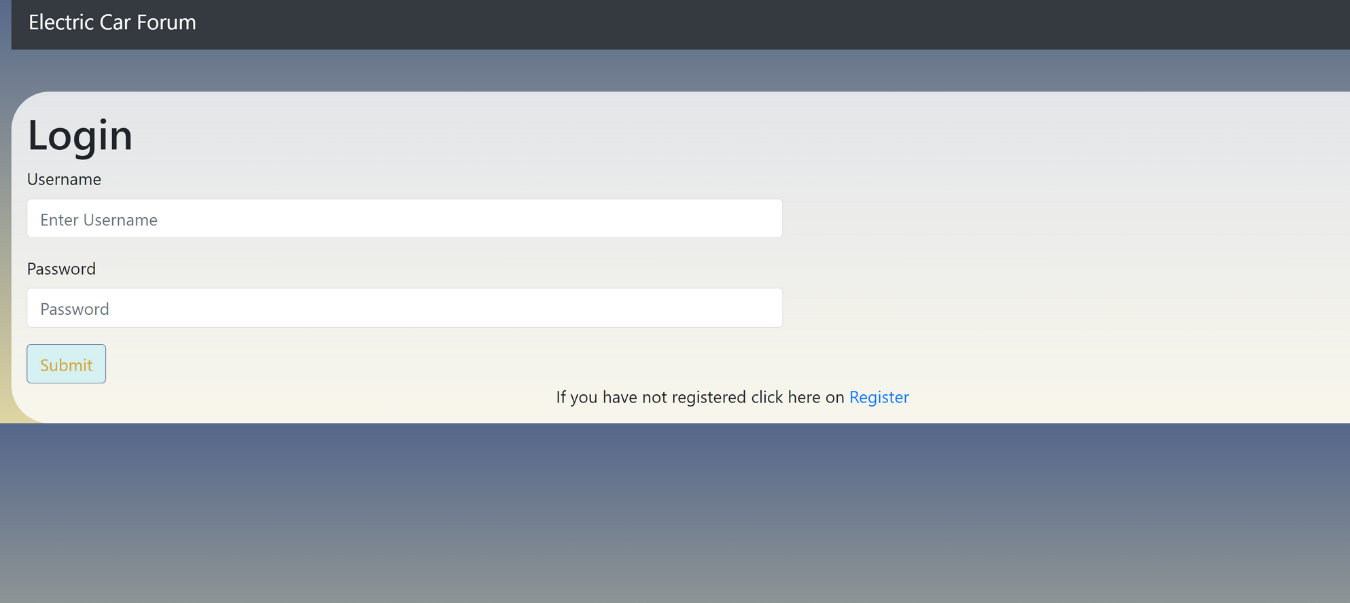 Electric Car Forum
Login
Username
Enter Username
Password
Password
Submit
If you have not registered click here on Register